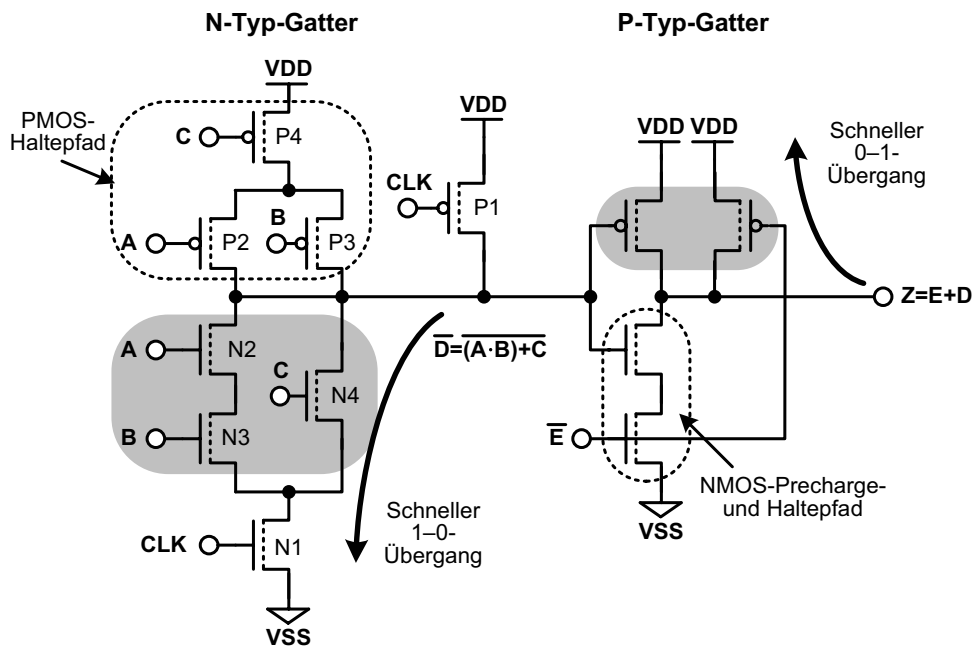 N-Typ-Gatter
P-Typ-Gatter
VDD
PMOS-
Haltepfad
C
P4
VDD
VDD VDD
Schneller
0–1-
Übergang
CLK
P1
A
P2
B
P3
Z=E+D
A
N2
D=(A·B)+C
C
N4
B
N3
E
NMOS-Precharge-
und Haltepfad
VSS
Schneller
1–0-
Übergang
CLK
N1
VSS